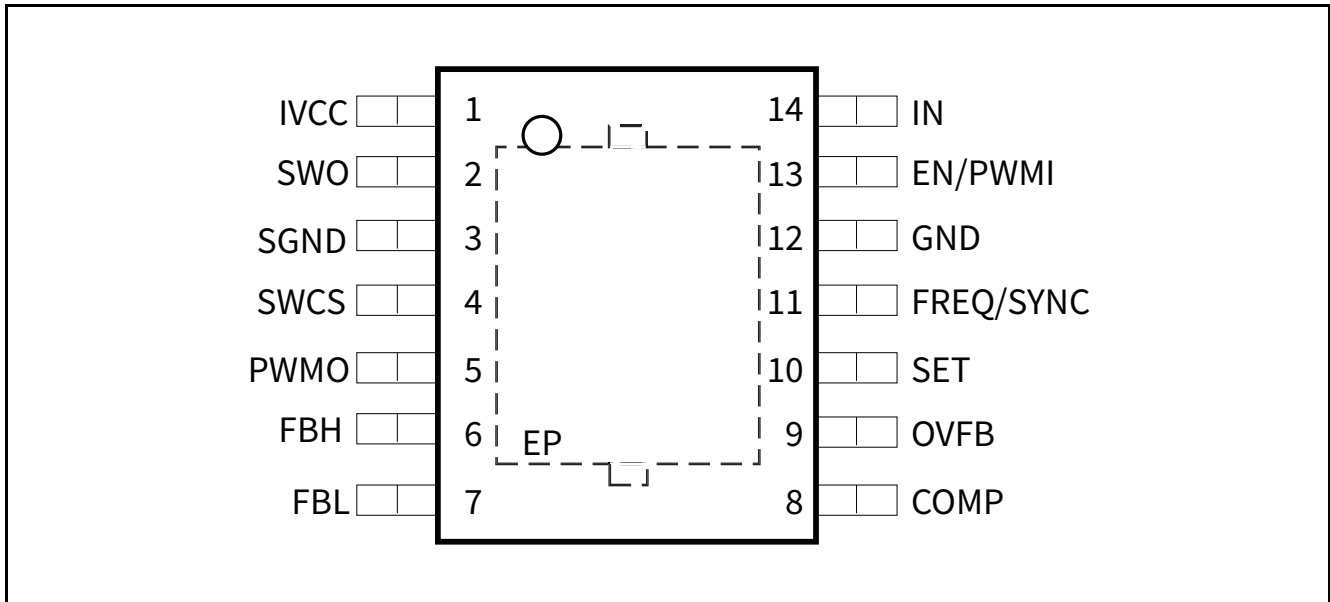 IVCC 1 14 IN
SWO 2 13 EN/PWMI
SGND 3 12 GND
SWCS 4 11 FREQ/SYNC
PWMO 5 10 SET
FBH 6 EP 9 OVFB
FBL 7 8 COMP